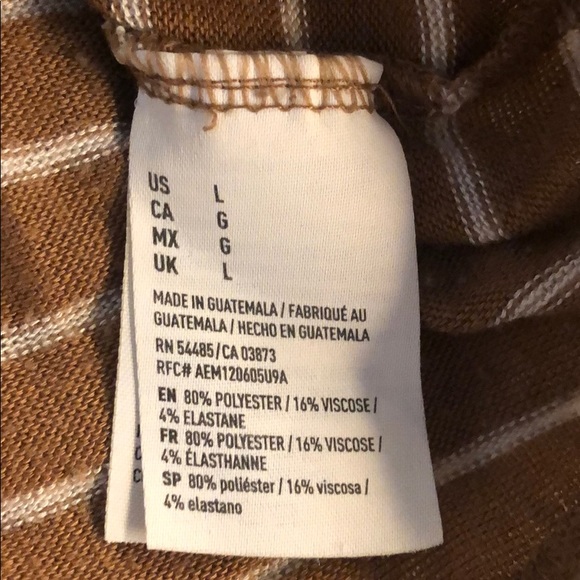 US L
CA G
MX G
UK L
MADE IN GUATEMALA / FABRIQUÉ AU
GUATEMALA / HECHO EN GUATEMALA
RN 54485/CA 03873
RFC# AEM120605U9A
EN 80% POLYESTER / 16% VISCOSE /
4% ELASTANE
FR 80% POLYESTER / 16% VISCOSE /
4% ÉLASTHANNE
SP 80% poliéster / 16% viscosa /
4% elastano